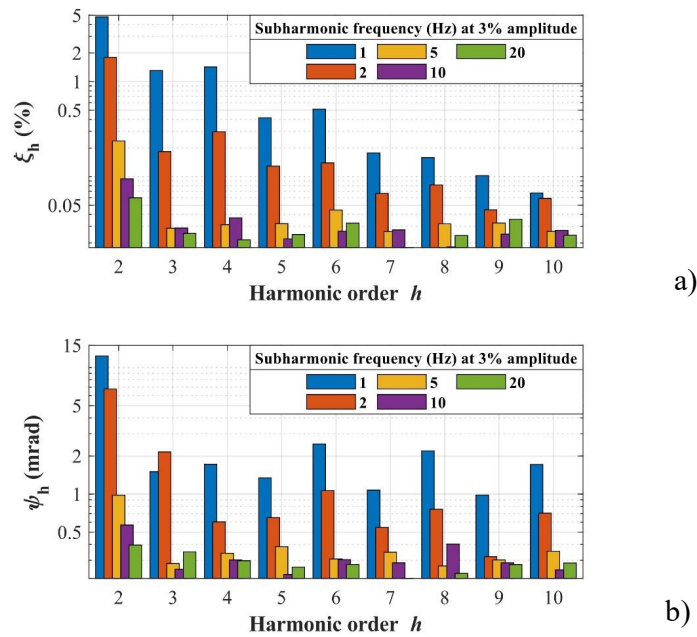 5
Subharmonic frequency (Hz) at 3% amplitude
1
5
20
2
10
1
0.5
0.05
ξh (%)
2 3 4 5 6 7 8 9 10
Harmonic order h
a)
15
Subharmonic frequency (Hz) at 3% amplitude
1
5
20
2
10
5
2
1
0.5
ψh (mrad)
2 3 4 5 6 7 8 9 10
Harmonic order h
b)